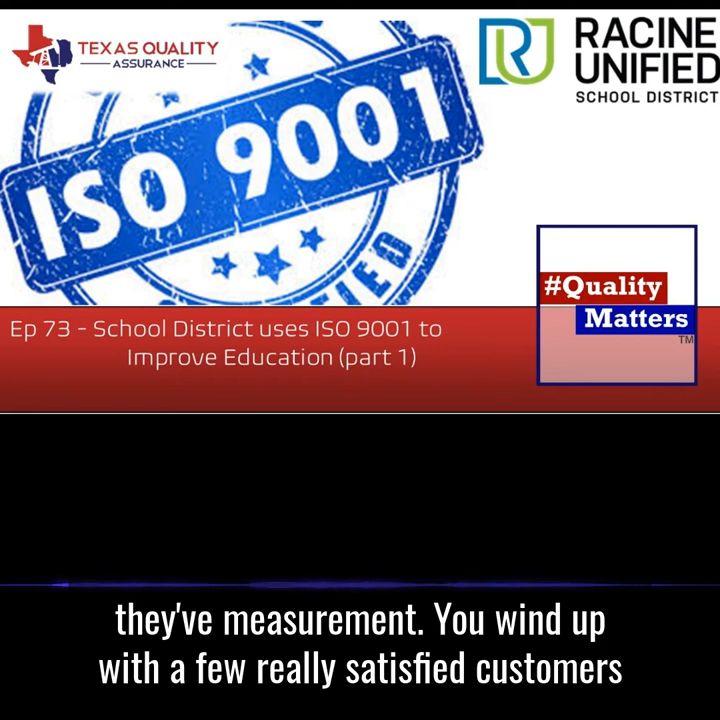 TEXAS QUALITY
ASSURANCE
RACINE
UNIFIED
SCHOOL DISTRICT
ISO 9001
#Quality
Matters
TM
Ep 73 - School District uses ISO 9001 to
Improve Education (part 1)
they've measurement. You wind up
with a few really satisfied customers